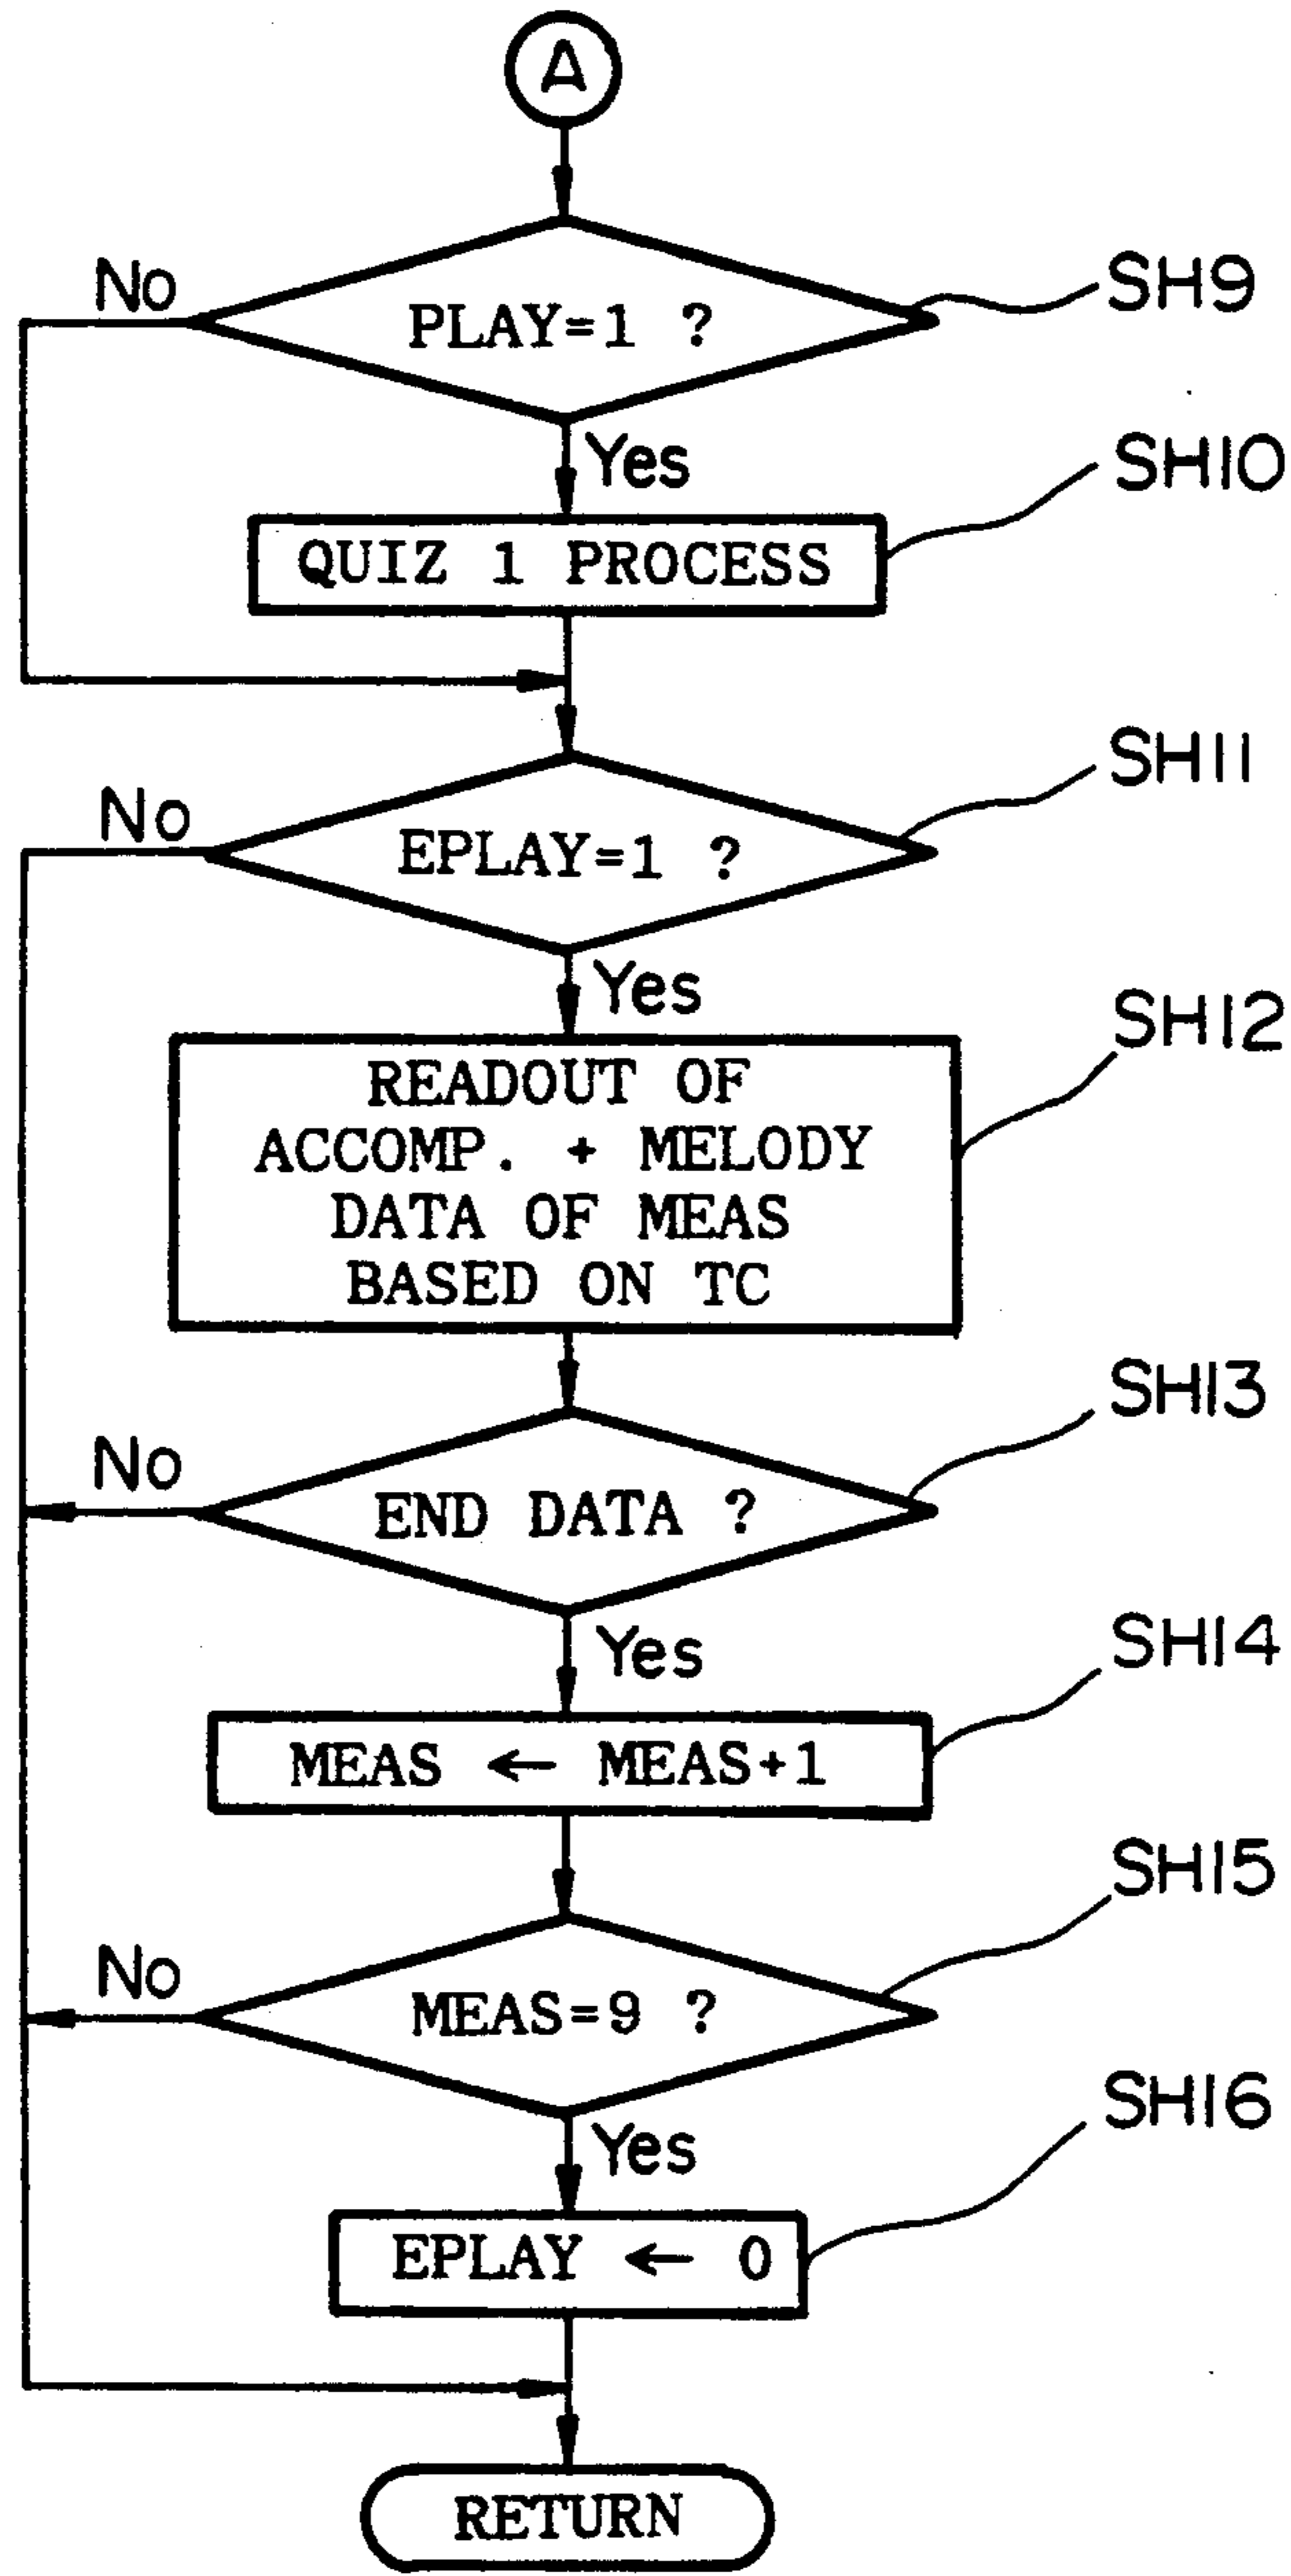 A
No
PLAY=1 ?
SH9
Yes
SH10
QUIZ 1 PROCESS
SH11
No
EPLAY=1 ?
Yes
SH12
READOUT OF
ACCOMP. + MELODY
DATA OF MEAS
BASED ON TC
SH13
No
END DATA ?
SH14
Yes
MEAS ← MEAS+1
SH15
No
MEAS=9 ?
SH16
Yes
EPLAY ← 0
RETURN